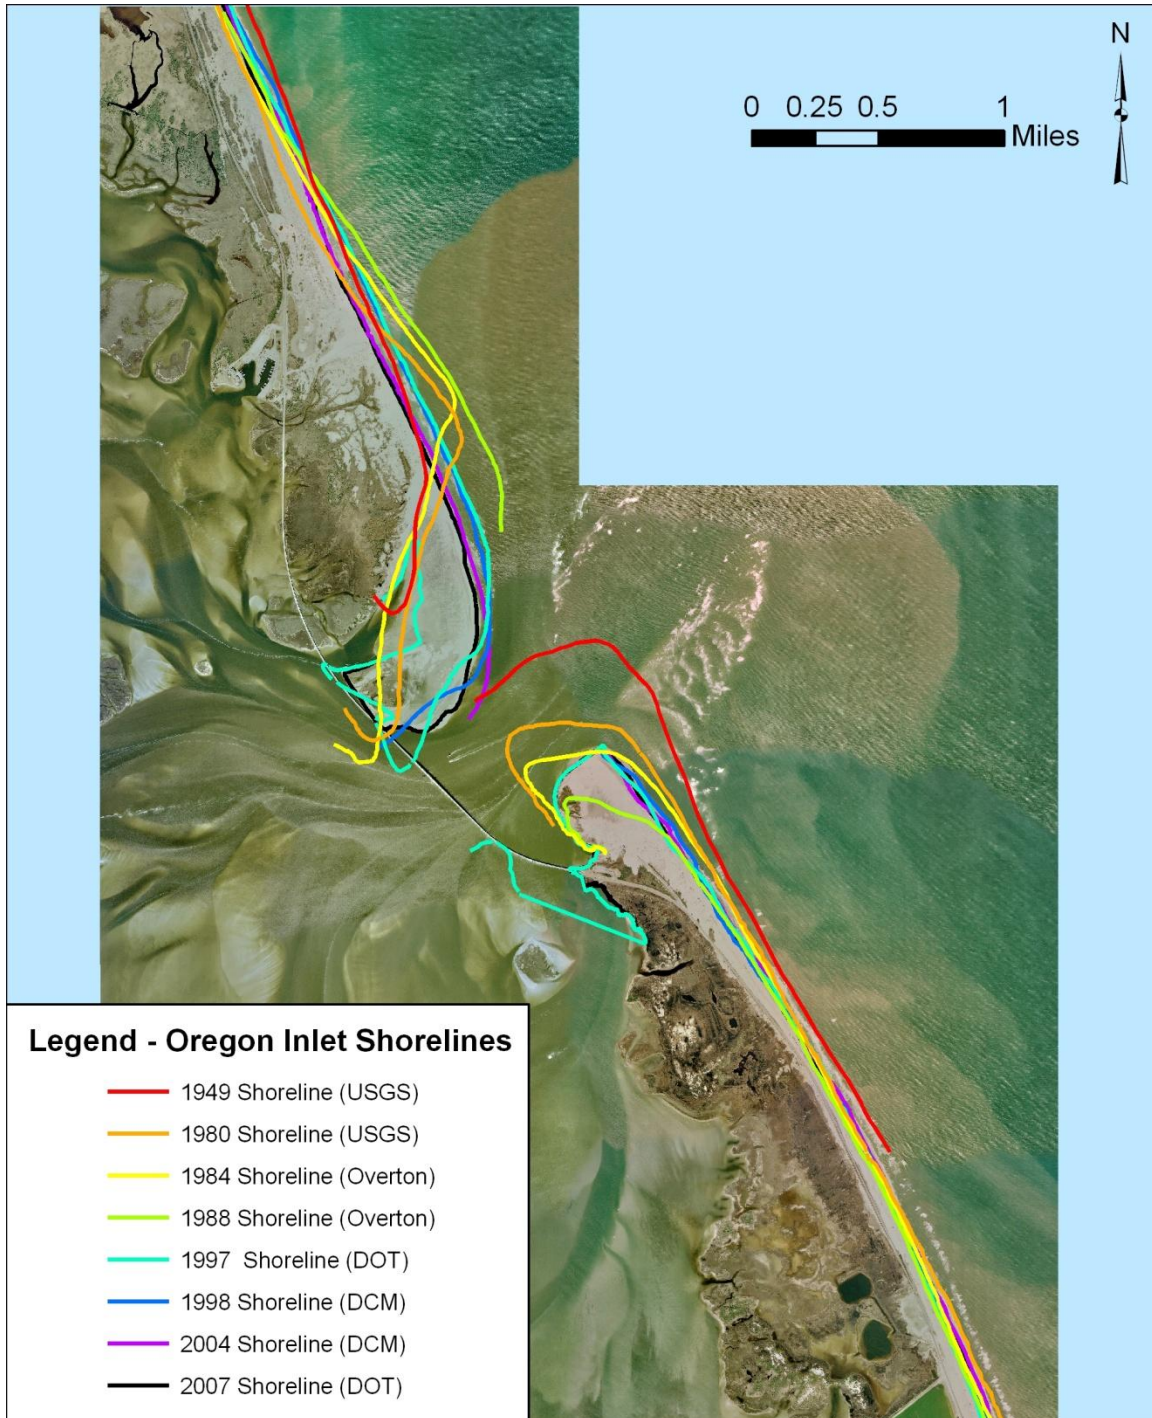 N
0 0.25 0.5 1
Miles
Legend - Oregon Inlet Shorelines
1949 Shoreline (USGS)
1980 Shoreline (USGS)
1984 Shoreline (Overton)
1988 Shoreline (Overton)
1997 Shoreline (DOT)
1998 Shoreline (DCM)
2004 Shoreline (DCM)
2007 Shoreline (DOT)